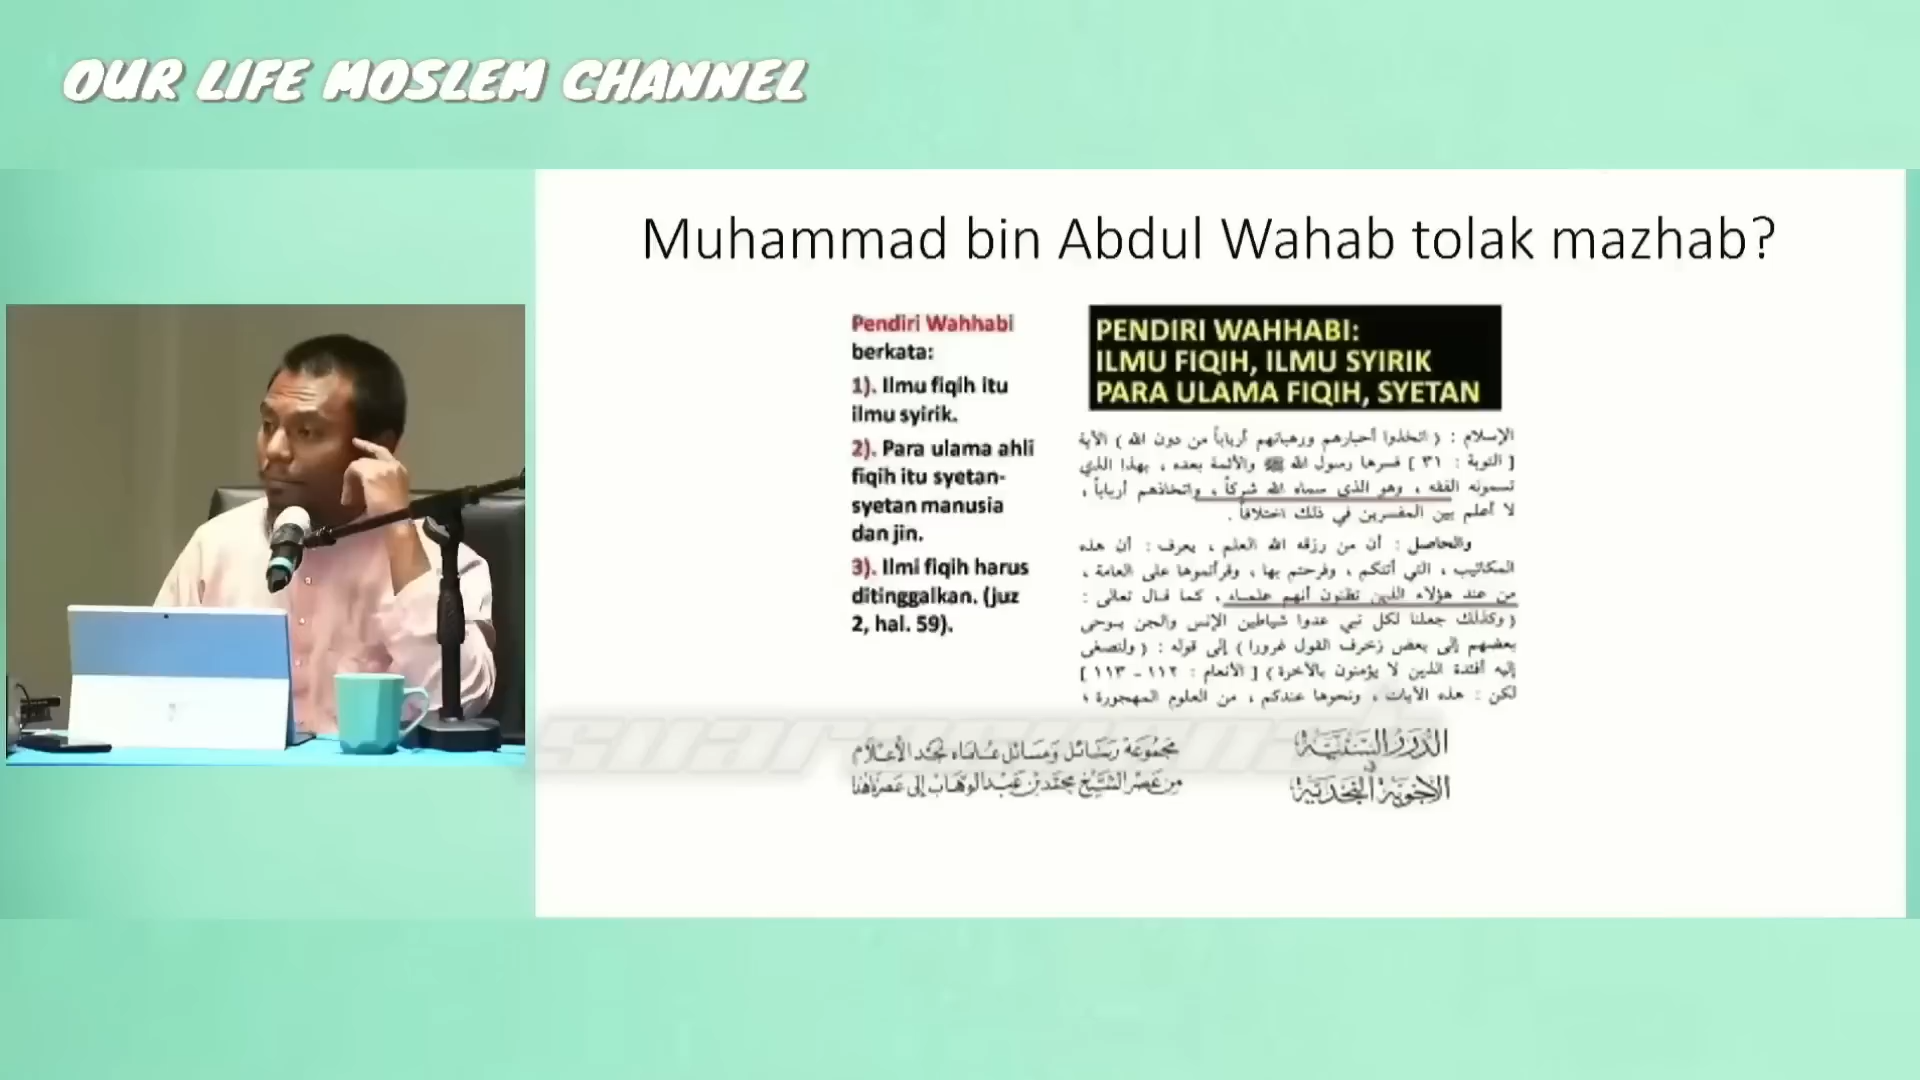 OUR LIFE MOSLEM CHANNEL
Muhammad bin Abdul Wahab tolak mazhab?
Pendiri Wahhabi
berkata:
1). Ilmu fiqih itu
ilmu syirik.
2). Para ulama ahli
fiqih itu syetan-
syetan manusia
dan jin.
3). Ilmi fiqih harus
ditinggalkan. (juz
2, hal. 59).
PENDIRI WAHHABI:
ILMU FIQIH, ILMU SYIRIK
PARA ULAMA FIQIH, SYETAN
الإسلام : ( اتخذوا أحبارهم ورهبانهم أرباباً من دون الله ) الآية
[ التوبة : ٣١ ] فسرها رسول الله ﷺ والأئمة بعده ، بهذا الذي
تسمونه الفقه ، وهو الذي سماه الله شركاً ، واتخاذهم أرباباً ،
لا أعلم بين المفسرين في ذلك اختلافاً .
والحاصل : أن من رزقه الله العلم ، يعرف : أن هذه
المكاتيب ، التي أتتكم ، وفرحتم بها ، وقرأتموها على العامة ،
من عند هؤلاء الذين تظنون أنهم علماء ، كما قال تعالى :
( وكذلك جعلنا لكل نبي عدوا شياطين الإنس والجن يوحى
بعضهم إلى بعض زخرف القول غرورا ) إلى قوله : ( ولتصغى
إليه أفئدة الذين لا يؤمنون بالآخرة ) [ الأنعام : ١١٢ - ١١٣ ]
لكن : هذه الآيات ، ونحوها عندكم ، من العلوم المهجورة ؛
مجموعة رسائل ومسائل علماء نجد الأعلام
من عصر الشيخ محمد بن عبد الوهاب إلى عصرنا هذا
الدرر السنية
في
الأجوبة النجدية